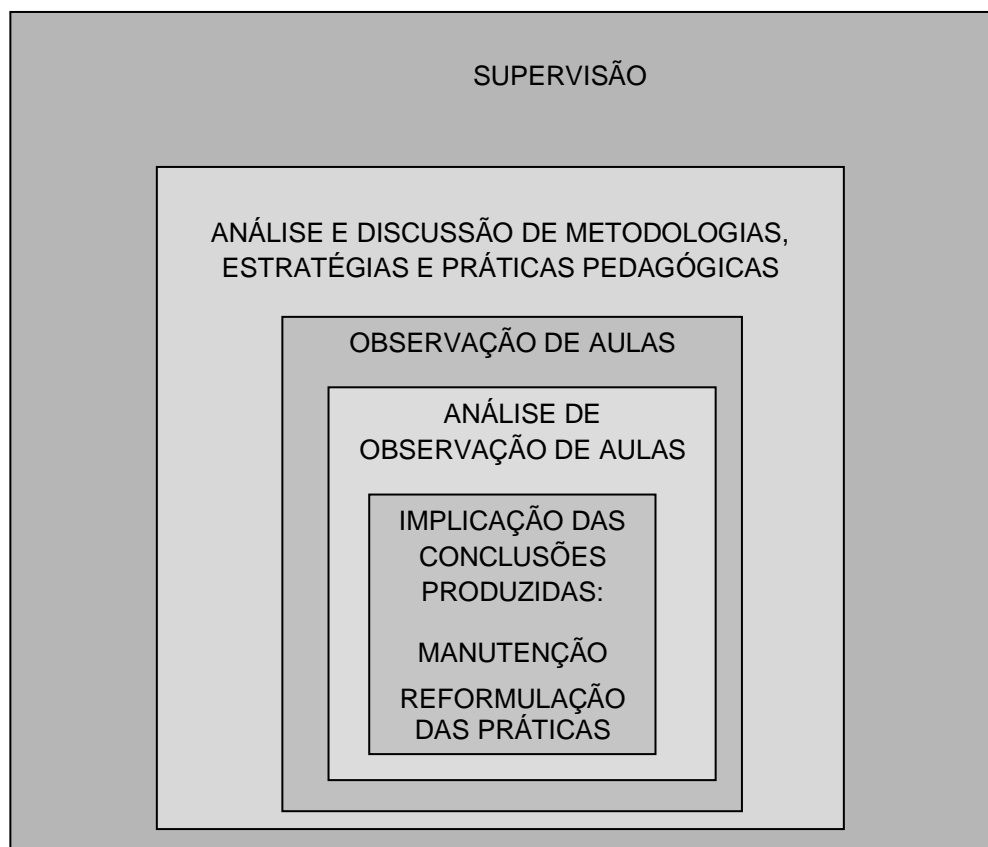 SUPERVISÃO
ANÁLISE E DISCUSSÃO DE METODOLOGIAS,
ESTRATÉGIAS E PRÁTICAS PEDAGÓGICAS
OBSERVAÇÃO DE AULAS
ANÁLISE DE
OBSERVAÇÃO DE AULAS
IMPLICAÇÃO DAS
CONCLUSÕES
PRODUZIDAS:
MANUTENÇÃO
REFORMULAÇÃO
DAS PRÁTICAS